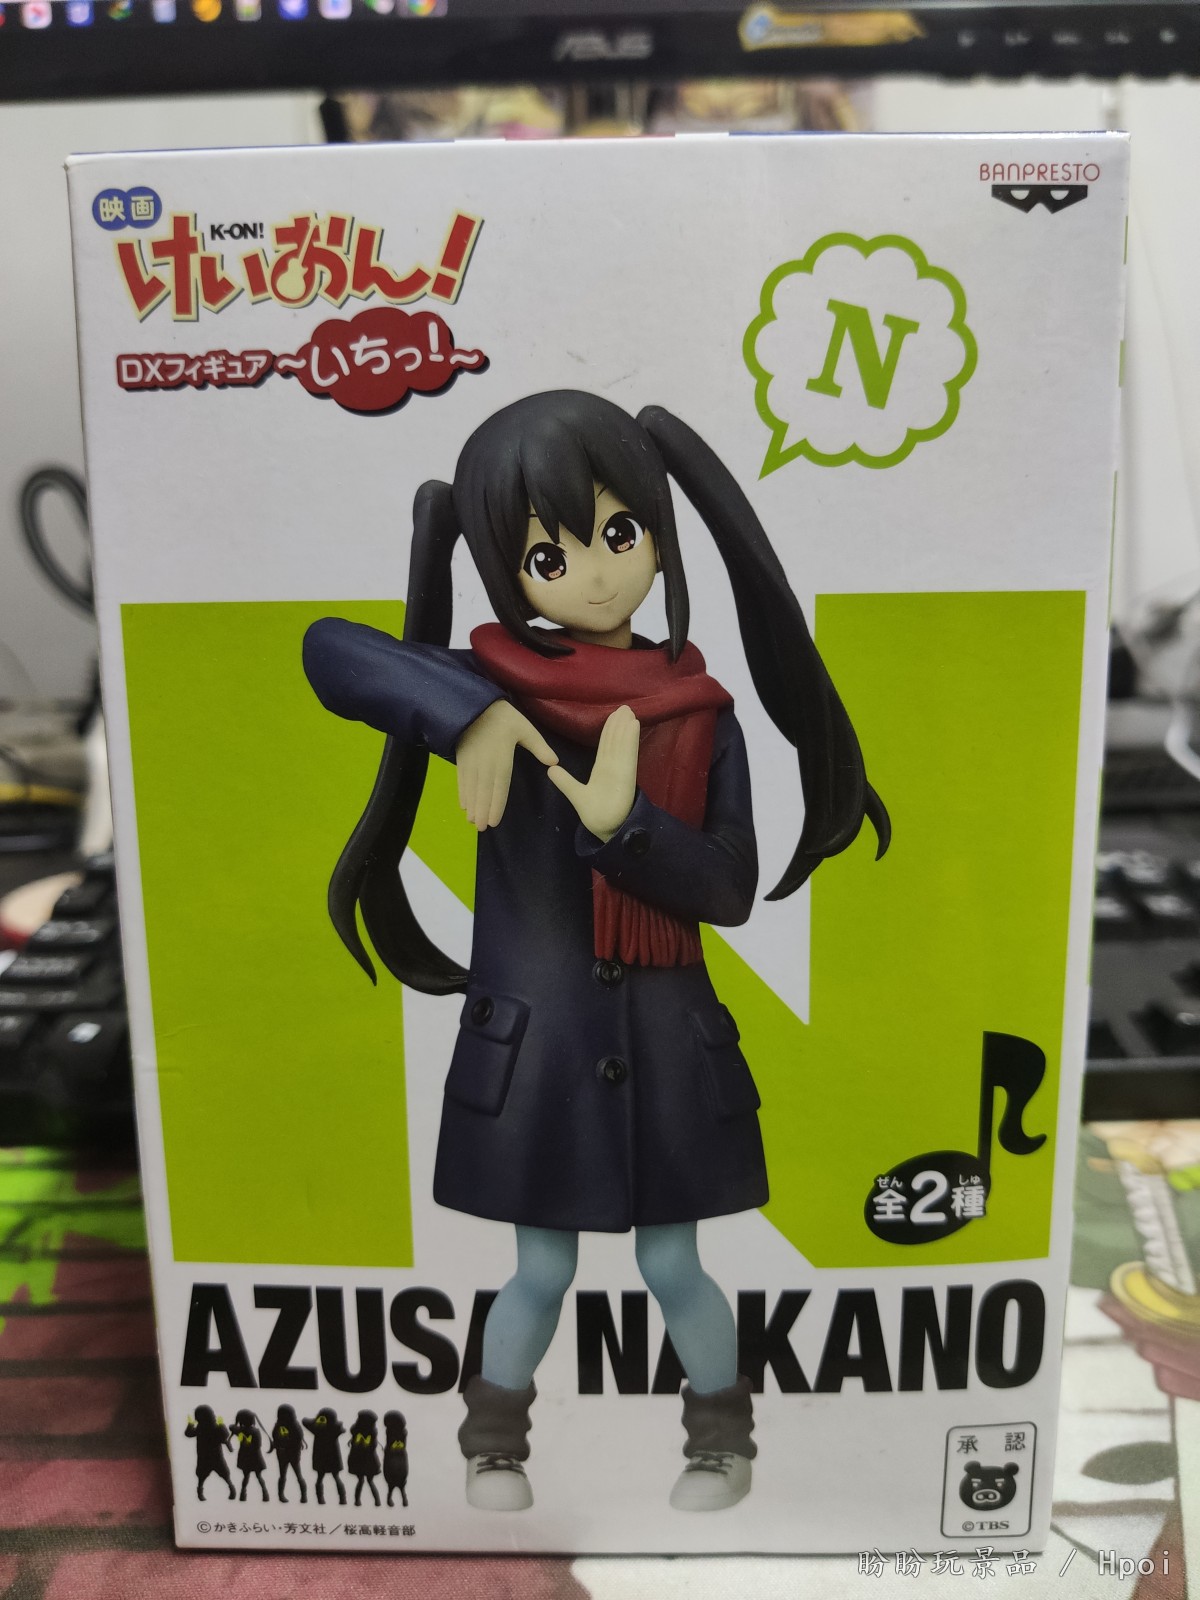 ASUS
BANPRESTO
映画
K-ON!
けいおん!
DXフィギュア ～いちっ!～
N
ぜん しゅ
全2種
AZUSA NAKANO
承認
©かきふらい・芳文社／桜高軽音部
©TBS
盼盼玩景品 / Hpoi